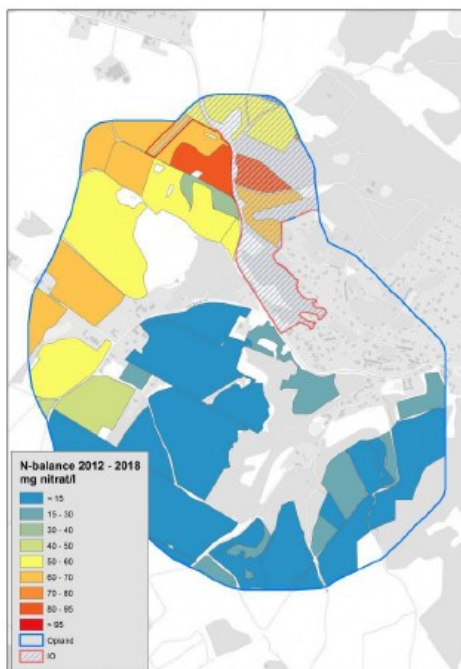 N-balance 2012 - 2018
mg nitrat/l
< 15
15 - 30
30 - 40
40 - 50
50 - 60
60 - 70
70 - 80
80 - 95
> 95
Opland
IO